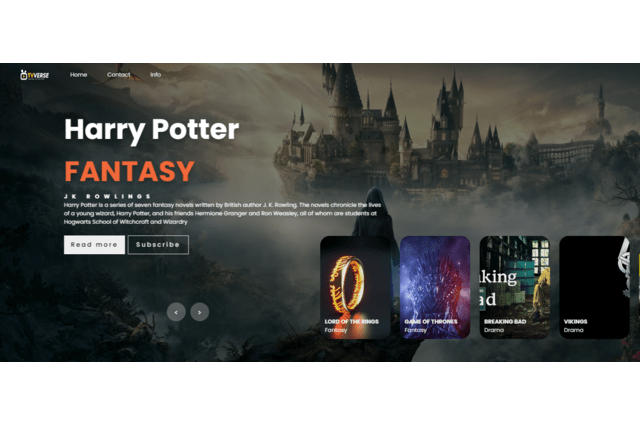 TVVERSE
Home Contact Info
Harry Potter
FANTASY
JK ROWLINGS
Harry Potter is a series of seven fantasy novels written by British author J. K. Rowling. The novels chronicle the lives
of a young wizard, Harry Potter, and his friends Hermione Granger and Ron Weasley, all of whom are students at
Hogwarts School of Witchcraft and Wizardry
Read more Subscribe
< >
king
ad
LORD OF THE RINGS
Fantasy
GAME OF THRONES
Fantasy
BREAKING BAD
Drama
VIKINGS
Drama